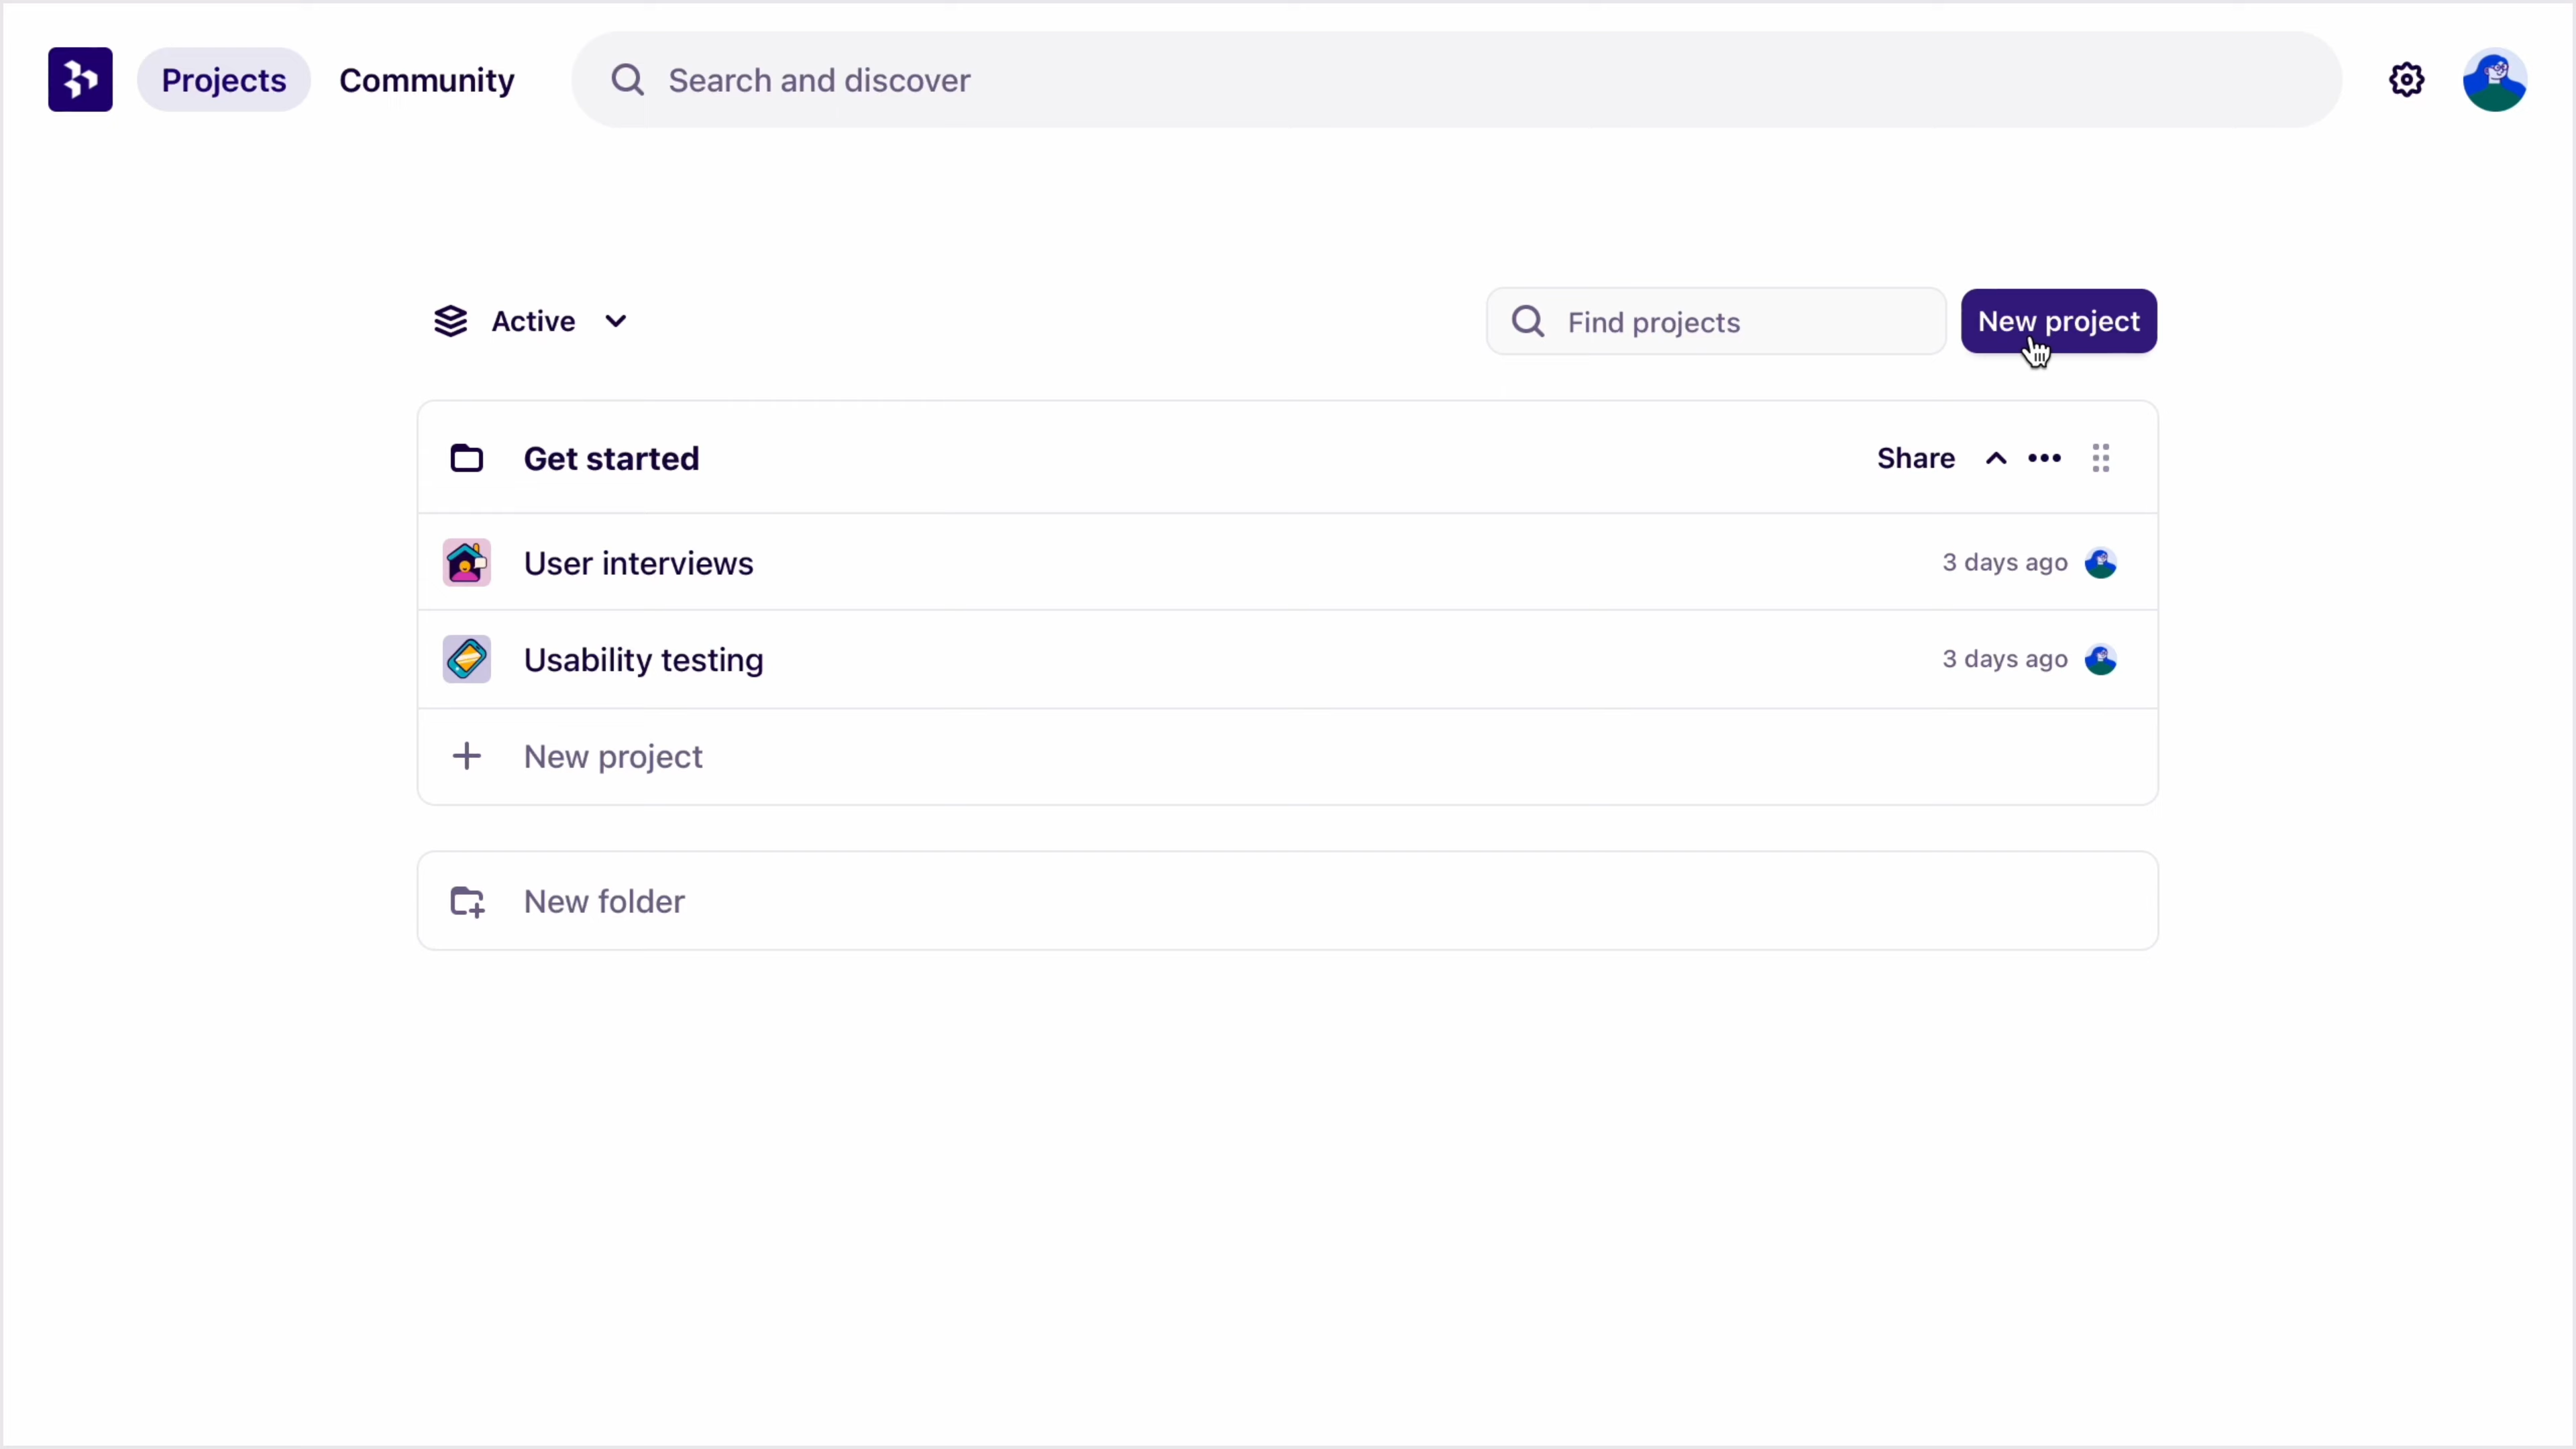 Projects
Community
Search and discover
Active
Find projects
New project
Get started
Share
User interviews
3 days ago
Usability testing
3 days ago
New project
New folder